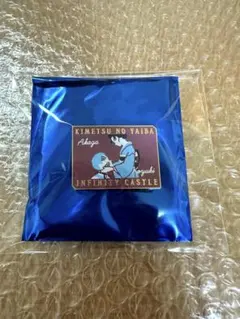 KIMETSU NO YAIBA
Akaza
Koyuki
INFINITY CASTLE